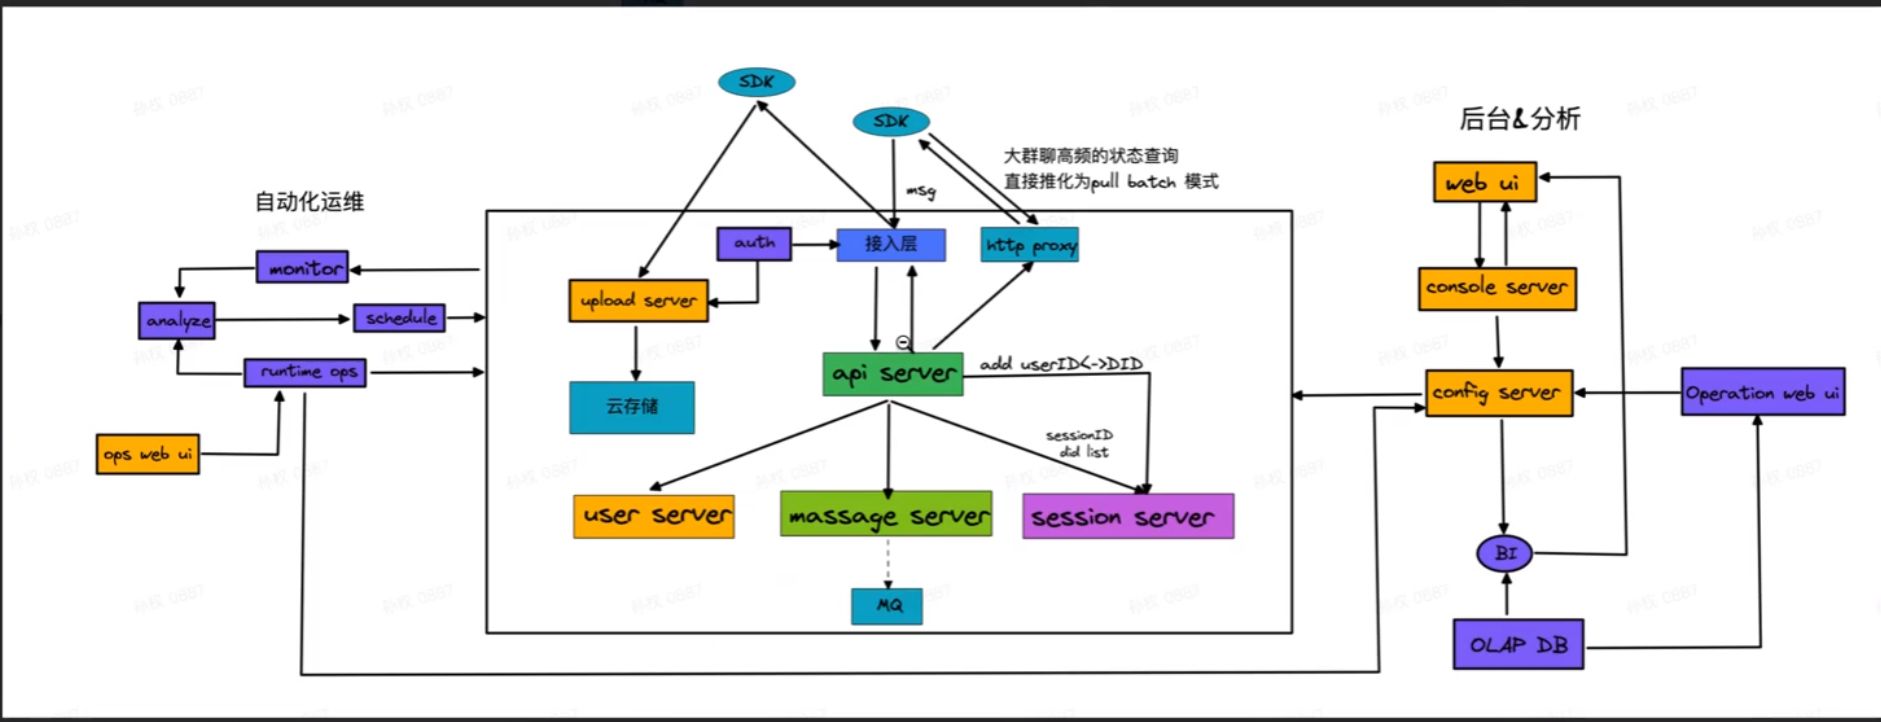 SDK
SDK
后台&分析
大群聊高频的状态查询
直接推化为pull batch 模式
web ui
msg
自动化运维
auth
接入层
http proxy
monitor
console server
upload server
analyze
schedule
api server
add userID<->DID
runtime ops
config server
Operation web ui
云存储
sessionID
did list
ops web ui
user server
massage server
session server
BI
MQ
OLAP DB
孙权 0887